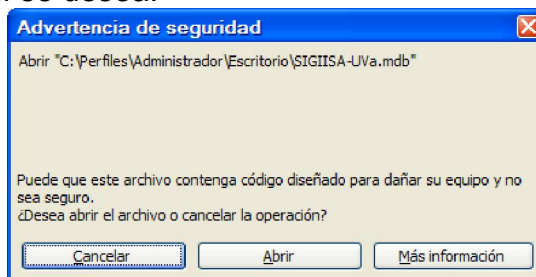 Advertencia de seguridad
Abrir "C:\Perfiles\Administrador\Escritorio\SIGIISA-UVa.mdb"
Puede que este archivo contenga código diseñado para dañar su equipo y no
sea seguro.
¿Desea abrir el archivo o cancelar la operación?
Cancelar Abrir Más información